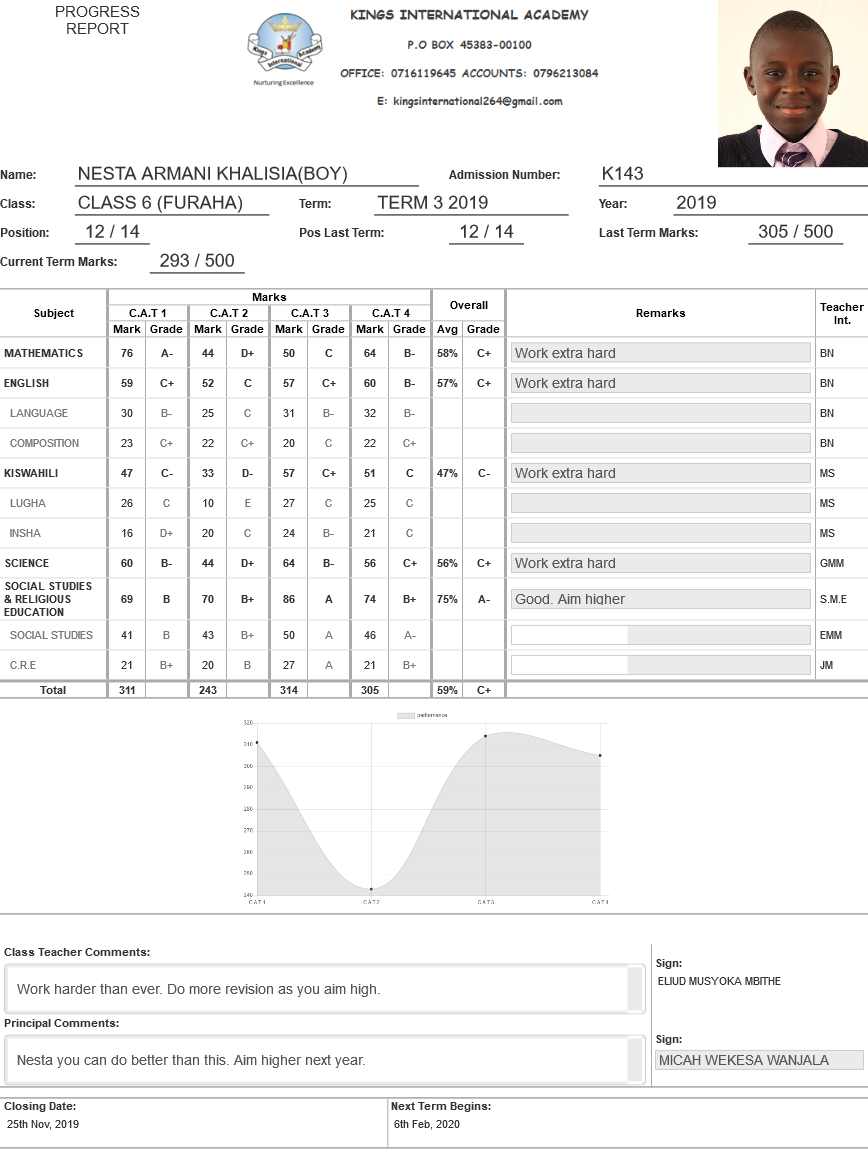 PROGRESS
REPORT
KINGS INTERNATIONAL ACADEMY
P.O BOX 45383-00100
OFFICE: 0716119645 ACCOUNTS: 0796213084
E: kingsinternational264@gmail.com
Kings Academy
International
Nurturing Excellence
Name: NESTA ARMANI KHALISIA(BOY) Admission Number: K143
Class: CLASS 6 (FURAHA) Term: TERM 3 2019 Year: 2019
Position: 12 / 14 Pos Last Term: 12 / 14 Last Term Marks: 305 / 500
Current Term Marks: 293 / 500
Subject Marks Overall Remarks Teacher Int.
C.A.T 1 C.A.T 2 C.A.T 3 C.A.T 4
Mark Grade Mark Grade Mark Grade Mark Grade Avg Grade
MATHEMATICS 76 A- 44 D+ 50 C 64 B- 58% C+ Work extra hard BN
ENGLISH 59 C+ 52 C 57 C+ 60 B- 57% C+ Work extra hard BN
LANGUAGE 30 B- 25 C 31 B- 32 B- BN
COMPOSITION 23 C+ 22 C+ 20 C 22 C+ BN
KISWAHILI 47 C- 33 D- 57 C+ 51 C 47% C- Work extra hard MS
LUGHA 26 C 10 E 27 C 25 C MS
INSHA 16 D+ 20 C 24 B- 21 C MS
SCIENCE 60 B- 44 D+ 64 B- 56 C+ 56% C+ Work extra hard GMM
SOCIAL STUDIES
& RELIGIOUS
EDUCATION 69 B 70 B+ 86 A 74 B+ 75% A- Good. Aim higher S.M.E
SOCIAL STUDIES 41 B 43 B+ 50 A 46 A- EMM
C.R.E 21 B+ 20 B 27 A 21 B+ JM
Total 311 243 314 305 59% C+
performance
320
310
300
290
280
270
260
250
240
CAT1 CAT2 CAT3 CAT4
Class Teacher Comments:
Work harder than ever. Do more revision as you aim high.
Sign:
ELIUD MUSYOKA MBITHE
Principal Comments:
Nesta you can do better than this. Aim higher next year.
Sign:
MICAH WEKESA WANJALA
Closing Date: Next Term Begins:
25th Nov, 2019 6th Feb, 2020